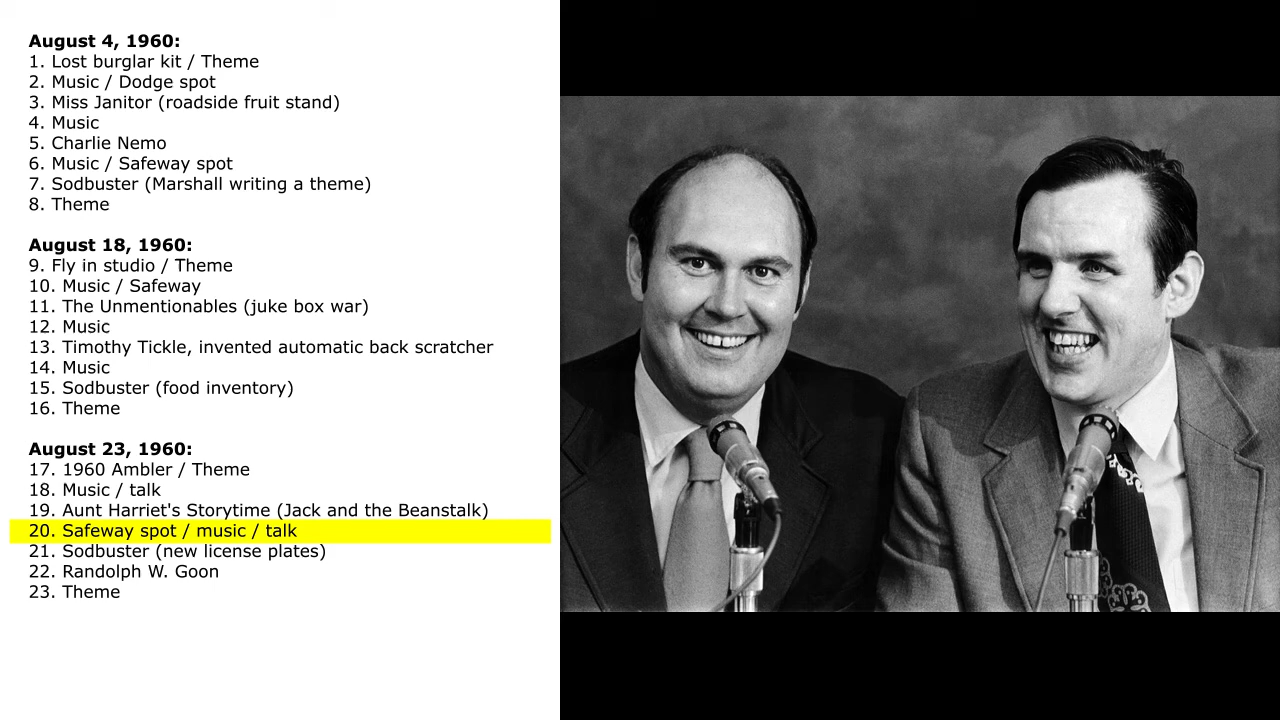 August 4, 1960:
1. Lost burglar kit / Theme
2. Music / Dodge spot
3. Miss Janitor (roadside fruit stand)
4. Music
5. Charlie Nemo
6. Music / Safeway spot
7. Sodbuster (Marshall writing a theme)
8. Theme
August 18, 1960:
9. Fly in studio / Theme
10. Music / Safeway
11. The Unmentionables (juke box war)
12. Music
13. Timothy Tickle, invented automatic back scratcher
14. Music
15. Sodbuster (food inventory)
16. Theme
August 23, 1960:
17. 1960 Ambler / Theme
18. Music / talk
19. Aunt Harriet's Storytime (Jack and the Beanstalk)
20. Safeway spot / music / talk
21. Sodbuster (new license plates)
22. Randolph W. Goon
23. Theme